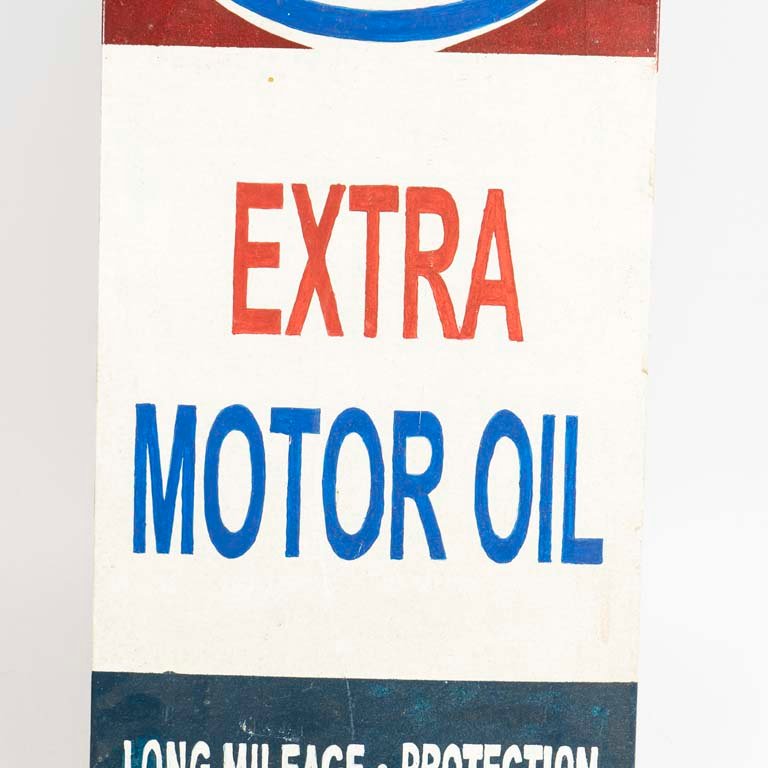 EXTRA
MOTOR OIL
LONG MILEAGE • PROTECTION